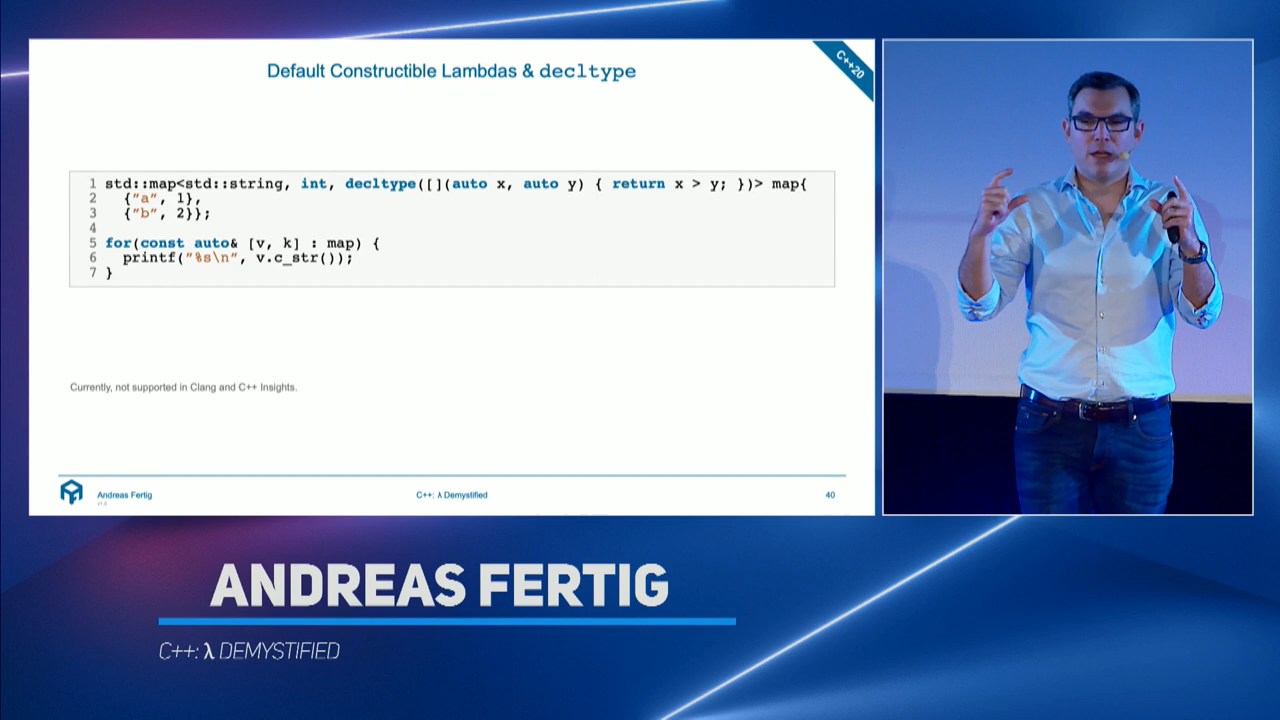 Default Constructible Lambdas & decltype
C++20
1 std::map<std::string, int, decltype([](auto x, auto y) { return x > y; })> map{
2   {"a", 1},
3   {"b", 2}};
4
5 for(const auto& [v, k] : map) {
6   printf("%s\n", v.c_str());
7 }
Currently, not supported in Clang and C++ Insights.
Andreas Fertig
C++: λ Demystified
40
v1.0
ANDREAS FERTIG
C++: λ DEMYSTIFIED